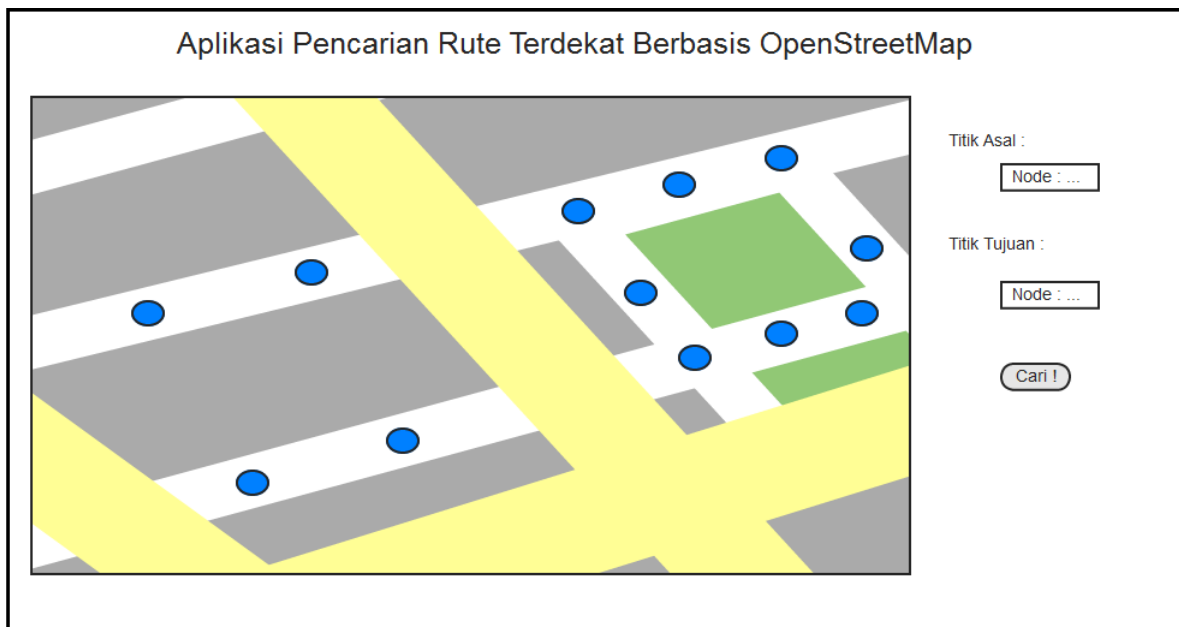 Aplikasi Pencarian Rute Terdekat Berbasis OpenStreetMap
Titik Asal :
Node : ...
Titik Tujuan :
Node : ...
Cari !